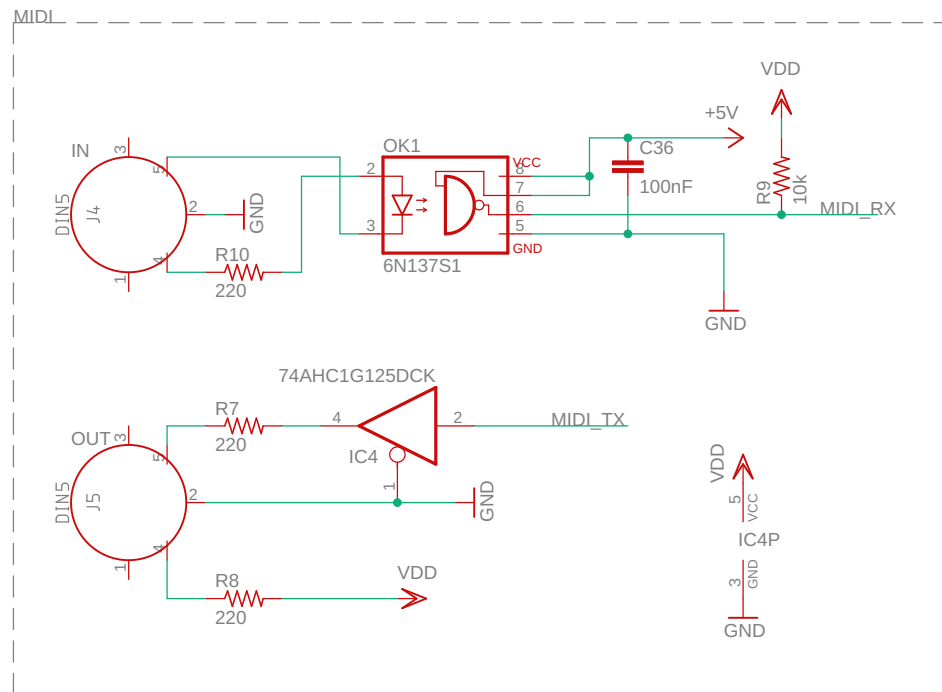 MIDI
VDD
+5V
IN
3
5
OK1
VCC
C36
2
8
7
100nF
R9
10k
DIN5
J4
2
GND
6
MIDI_RX
3
5
4
R10
GND
1
220
6N137S1
GND
74AHC1G125DCK
R7
4
2
MIDI_TX
OUT
3
220
IC4
5
VDD
DIN5
J5
2
1
GND
5
VCC
IC4P
4
1
R8
VDD
3
GND
220
GND